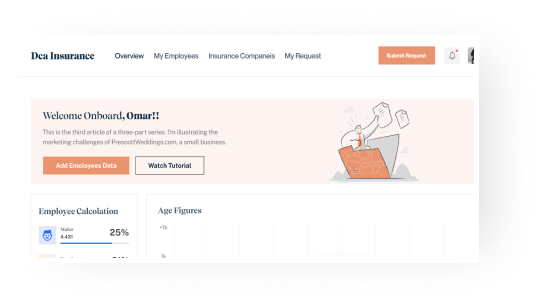 Dca Insurance
Overview My Employees Insurance Companeis My Request
Submit Request
Welcome Onboard, Omar!!
This is the third article of a three-part series. I'm illustrating the
marketing challenges of PrescottWeddings.com, a small business.
Add Emoloyees Data Watch Tutorial
Employee Calcolation
Males
4.431
25%
Age Figures
+1k
1k